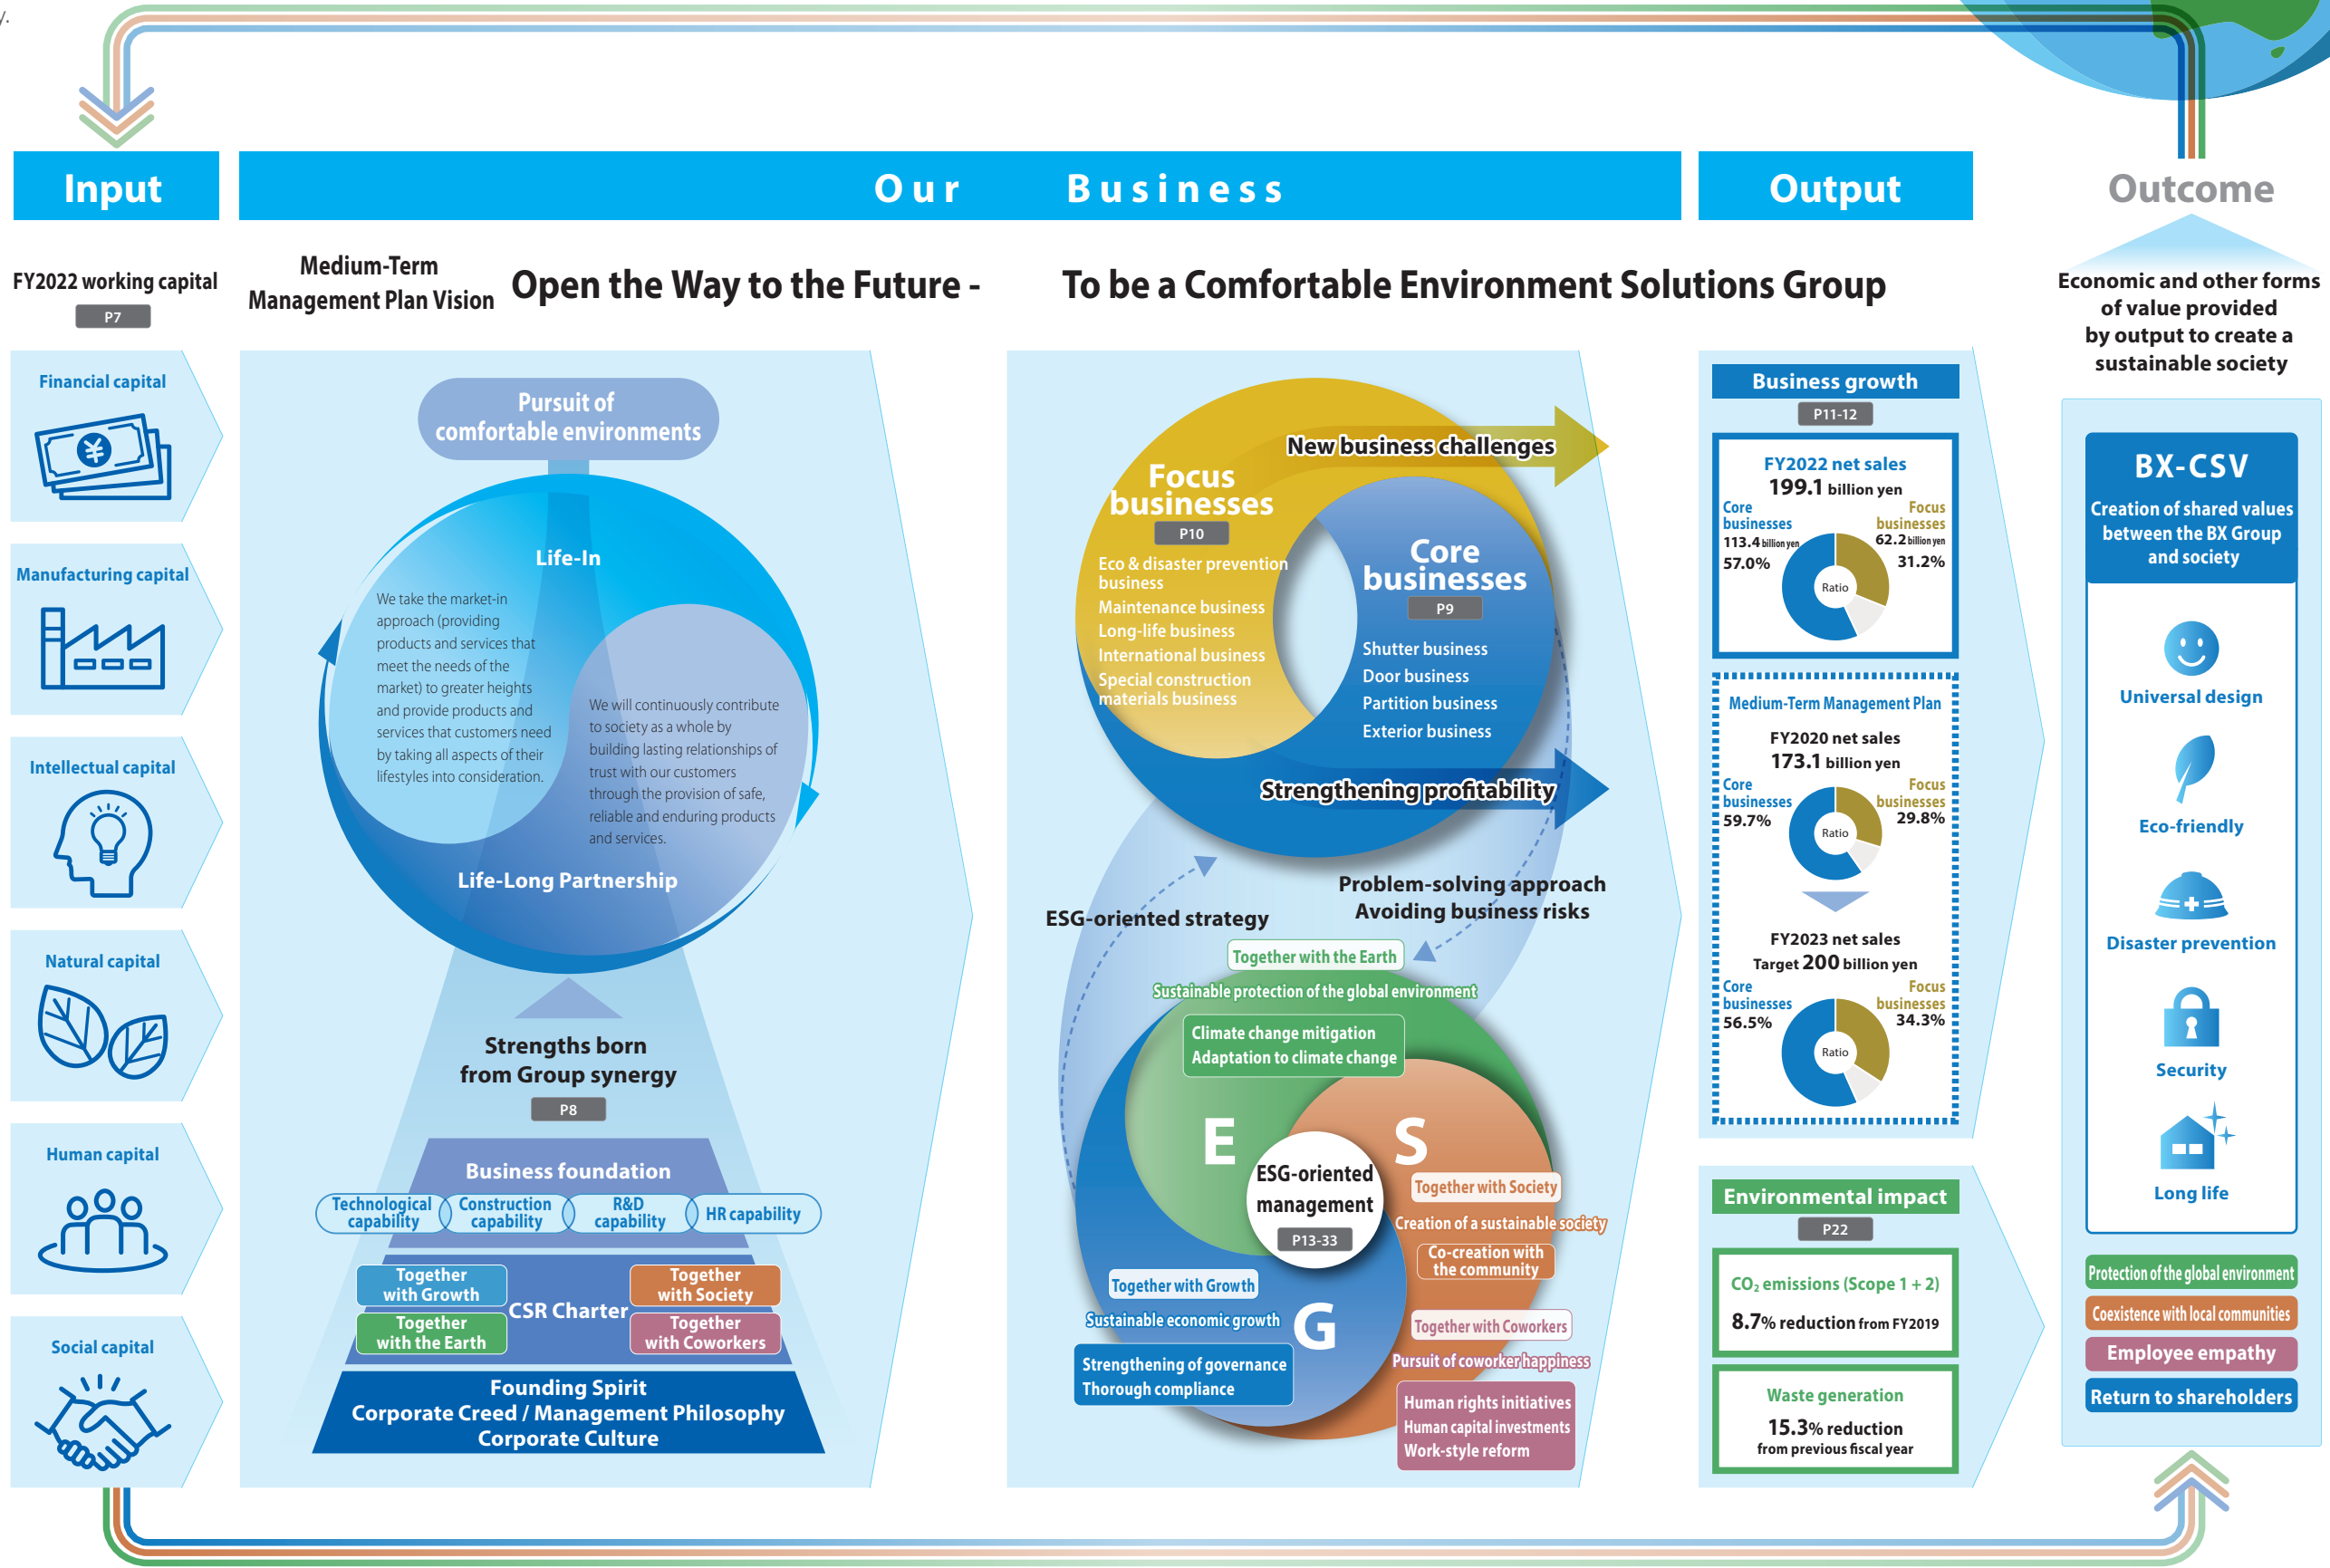 y.
Input
Our Business
Output
Outcome
FY2022 working capital
P7
Medium-Term
Management Plan Vision
Open the Way to the Future -
To be a Comfortable Environment Solutions Group
Economic and other forms
of value provided
by output to create a
sustainable society
Financial capital
¥
Manufacturing capital
Intellectual capital
Natural capital
Human capital
Social capital
Pursuit of
comfortable environments
Life-In
We take the market-in
approach (providing
products and services that
meet the needs of the
market) to greater heights
and provide products and
services that customers need
by taking all aspects of their
lifestyles into consideration.
We will continuously contribute
to society as a whole by
building lasting relationships of
trust with our customers
through the provision of safe,
reliable and enduring products
and services.
Life-Long Partnership
Strengths born
from Group synergy
P8
Business foundation
Technological
capability
Construction
capability
R&D
capability
HR capability
Together
with Growth
Together
with Society
CSR Charter
Together
with the Earth
Together
with Coworkers
Founding Spirit
Corporate Creed / Management Philosophy
Corporate Culture
New business challenges
Focus
businesses
P10
Eco & disaster prevention
business
Maintenance business
Long-life business
International business
Special construction
materials business
Core
businesses
P9
Shutter business
Door business
Partition business
Exterior business
Strengthening profitability
ESG-oriented strategy
Problem-solving approach
Avoiding business risks
Together with the Earth
Sustainable protection of the global environment
Climate change mitigation
Adaptation to climate change
E
S
ESG-oriented
management
P13-33
Together with Society
Creation of a sustainable society
Co-creation with
the community
Together with Growth
Sustainable economic growth
G
Strengthening of governance
Thorough compliance
Together with Coworkers
Pursuit of coworker happiness
Human rights initiatives
Human capital investments
Work-style reform
Business growth
P11-12
FY2022 net sales
199.1 billion yen
Core
businesses
113.4 billion yen
57.0%
Focus
businesses
62.2 billion yen
31.2%
Ratio
Medium-Term Management Plan
FY2020 net sales
173.1 billion yen
Core
businesses
59.7%
Focus
businesses
29.8%
Ratio
FY2023 net sales
Target 200 billion yen
Core
businesses
56.5%
Focus
businesses
34.3%
Ratio
Environmental impact
P22
CO₂ emissions (Scope 1 + 2)
8.7% reduction from FY2019
Waste generation
15.3% reduction
from previous fiscal year
BX-CSV
Creation of shared values
between the BX Group
and society
Universal design
Eco-friendly
Disaster prevention
Security
Long life
Protection of the global environment
Coexistence with local communities
Employee empathy
Return to shareholders